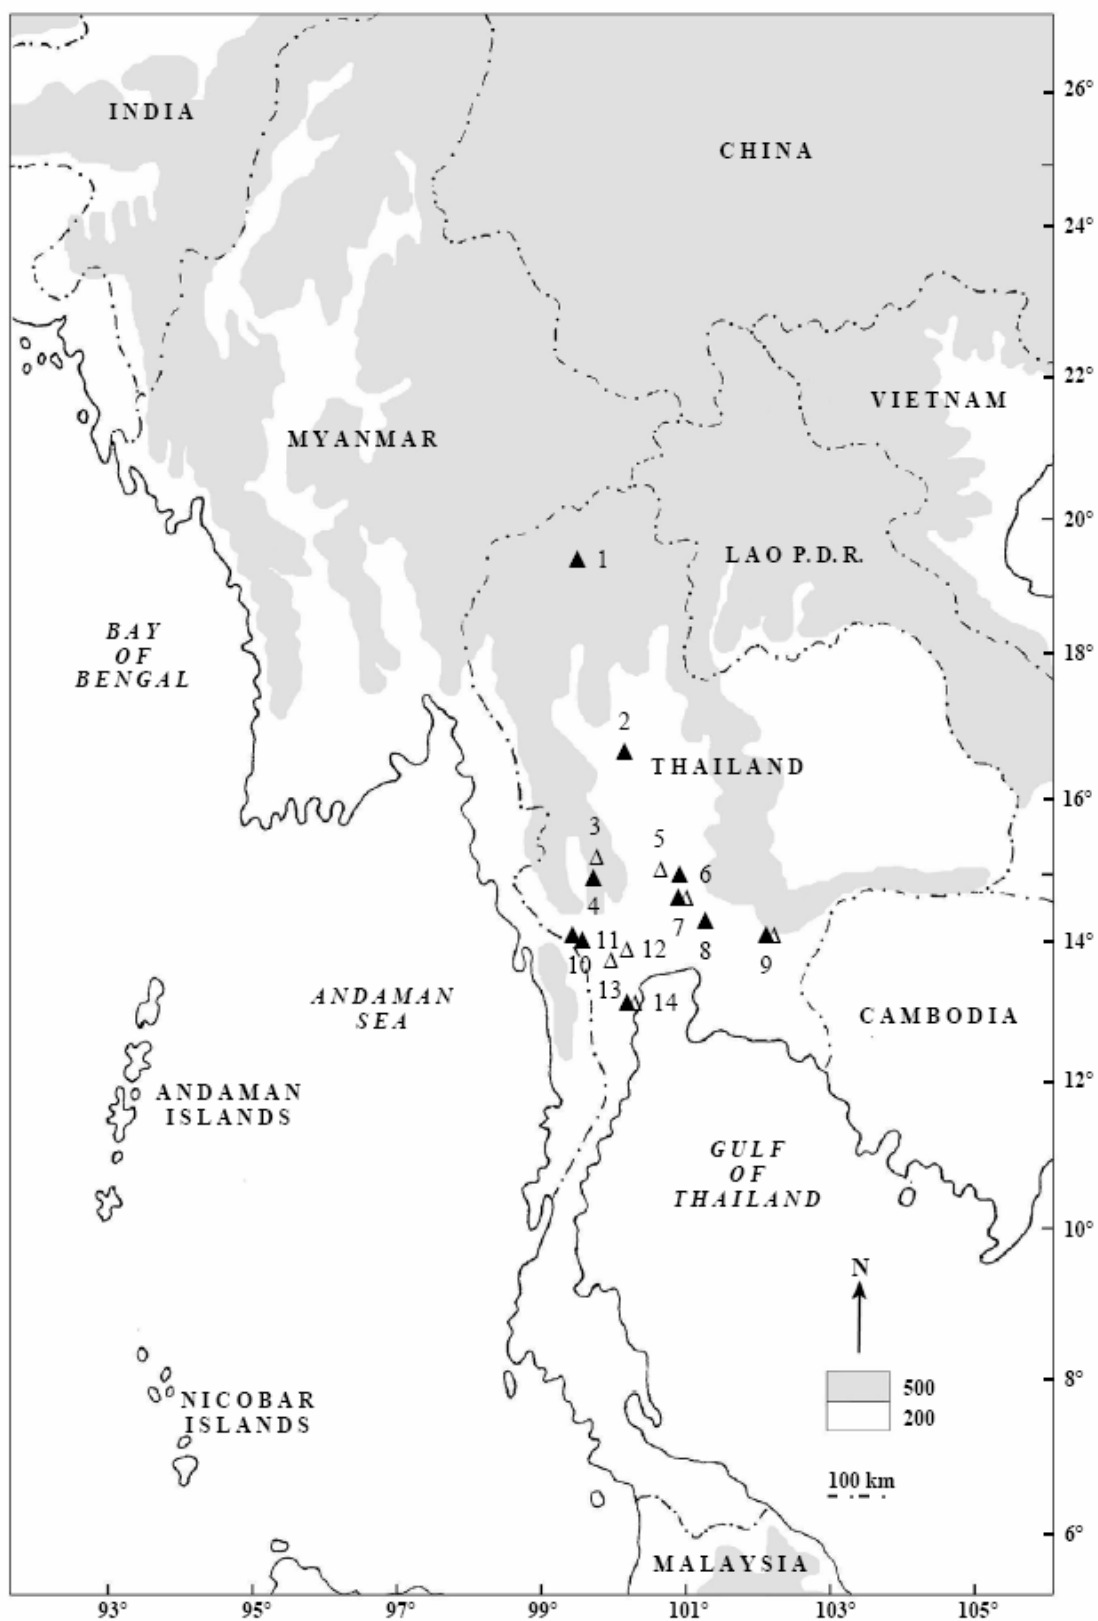 26°
INDIA
CHINA
24°
22°
VIETNAM
MYANMAR
20°
LAO P.D.R.
1
BAY
OF
BENGAL
18°
2
THAILAND
16°
3
5
6
4
7
8
9
14°
10
11
12
13
14
ANDAMAN
SEA
CAMBODIA
12°
ANDAMAN
ISLANDS
GULF
OF
THAILAND
10°
N
8°
500
200
NICOBAR
ISLANDS
100 km
6°
MALAYSIA
93°
95°
97°
99°
101°
103°
105°